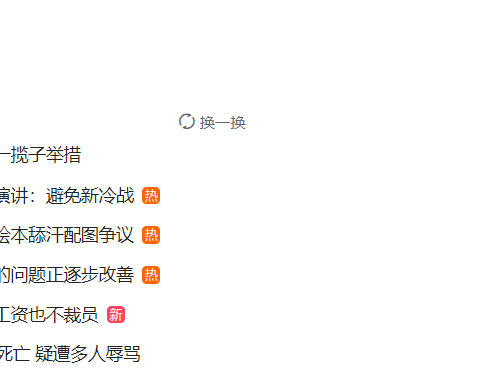 换一换
一揽子举措
演讲：避免新冷战 热
绘本舔汗配图争议 热
的问题正逐步改善 热
工资也不裁员 新
死亡 疑遭多人辱骂